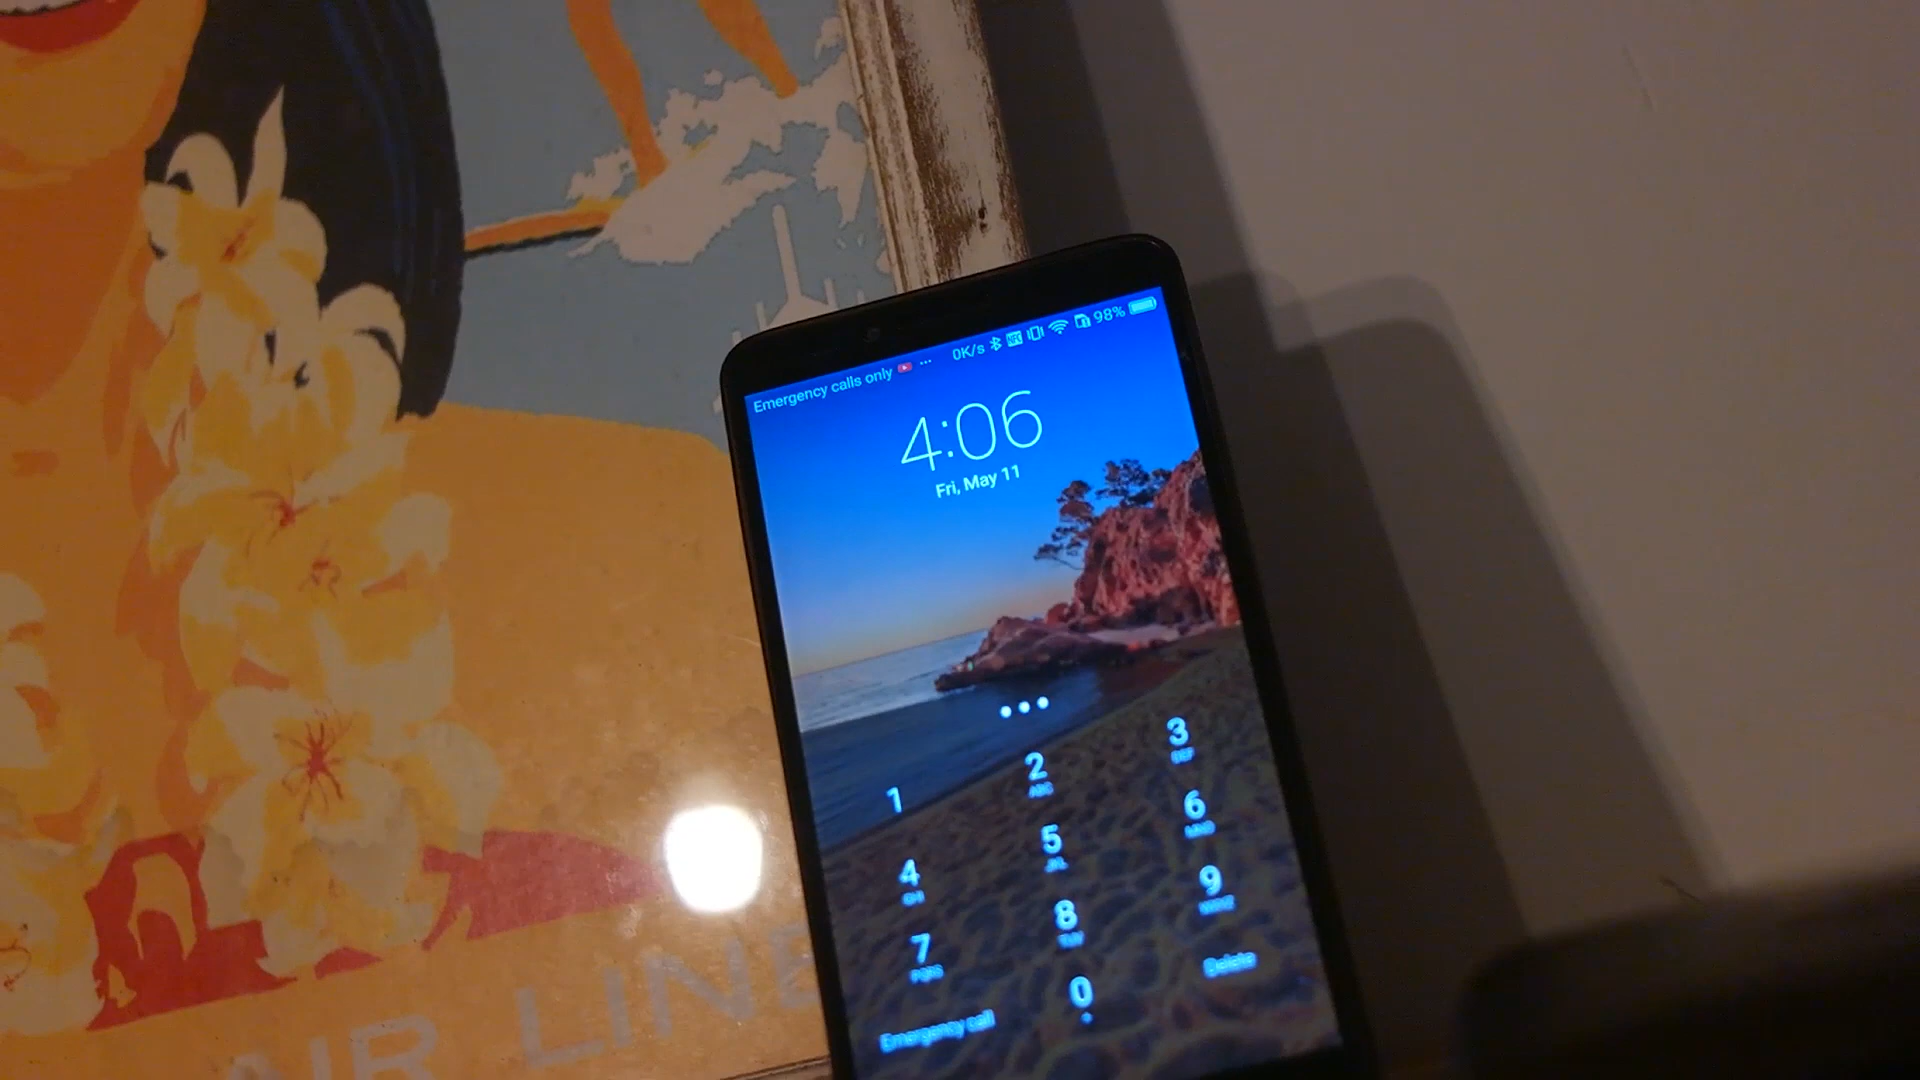 Emergency calls only ... 0K/s NFC 98%
4:06
Fri, May 11
1
2 ABC
3 DEF
4 GHI
5 JKL
6 MNO
7 PQRS
8 TUV
9 WXYZ
0
Delete
Emergency call
AIR LINE